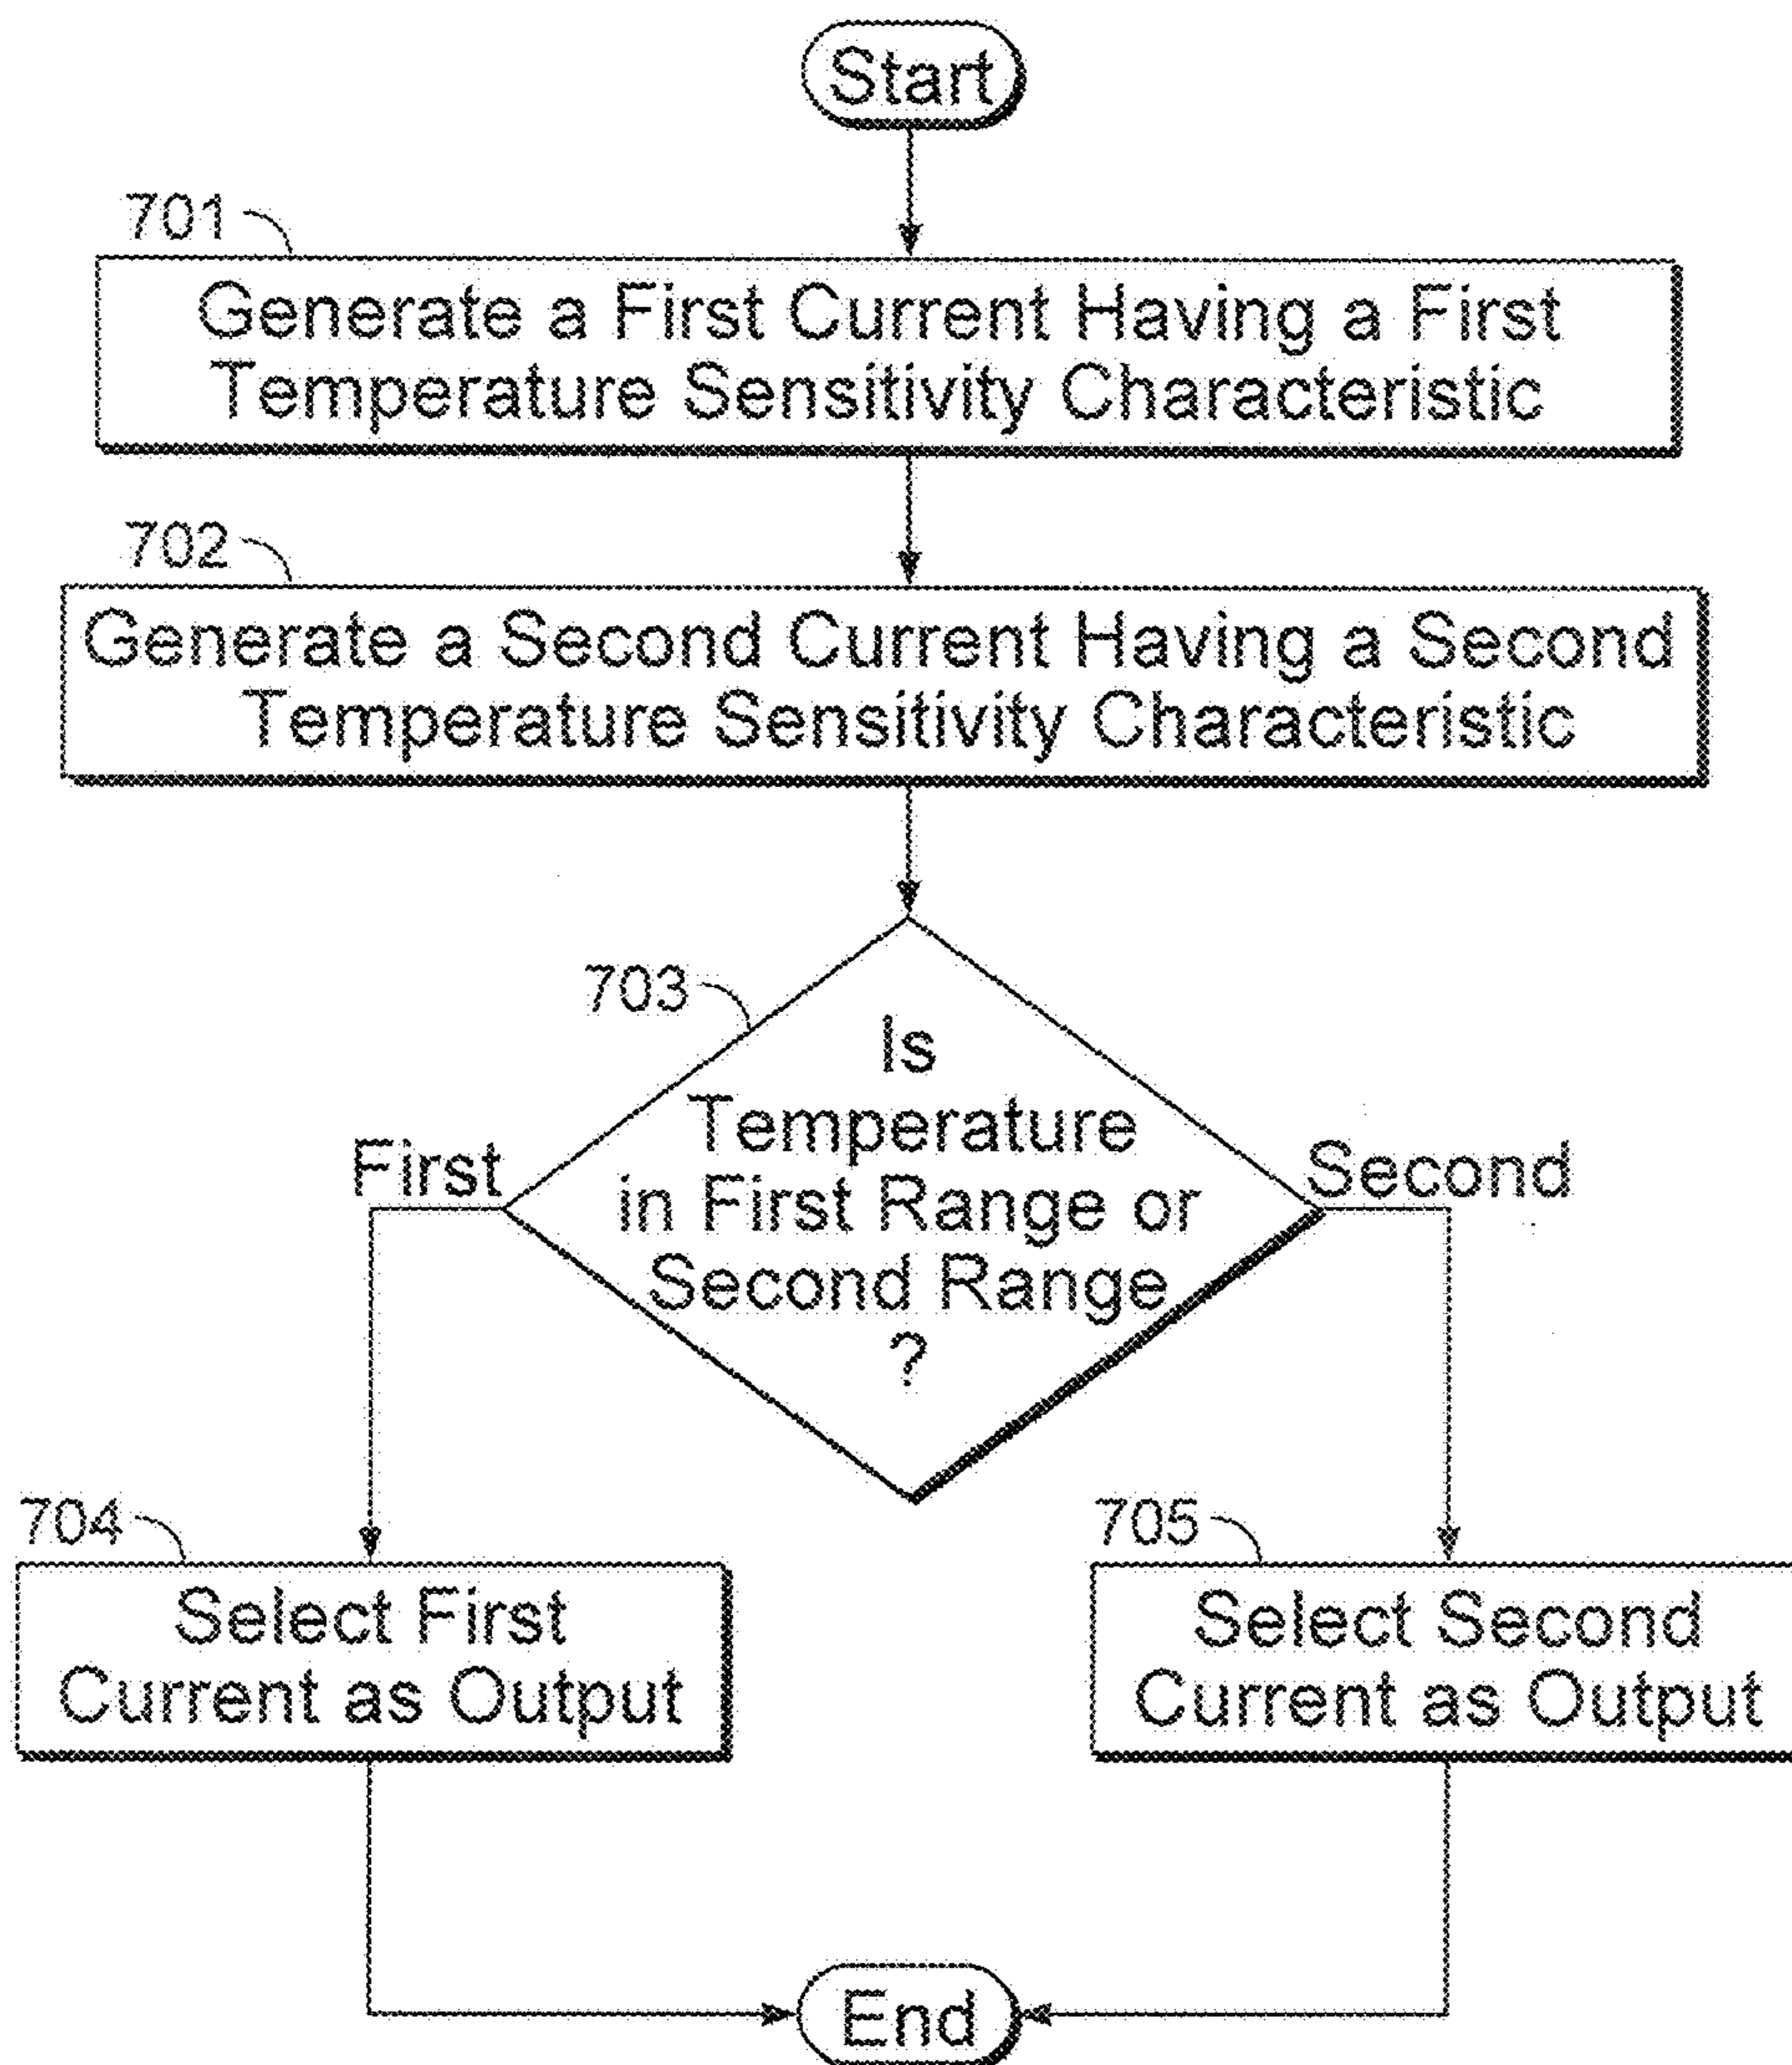 Start
701
Generate a First Current Having a First
Temperature Sensitivity Characteristic
702
Generate a Second Current Having a Second
Temperature Sensitivity Characteristic
703
Is
Temperature
in First Range or
Second Range
?
First
Second
704
Select First
Current as Output
705
Select Second
Current as Output
End